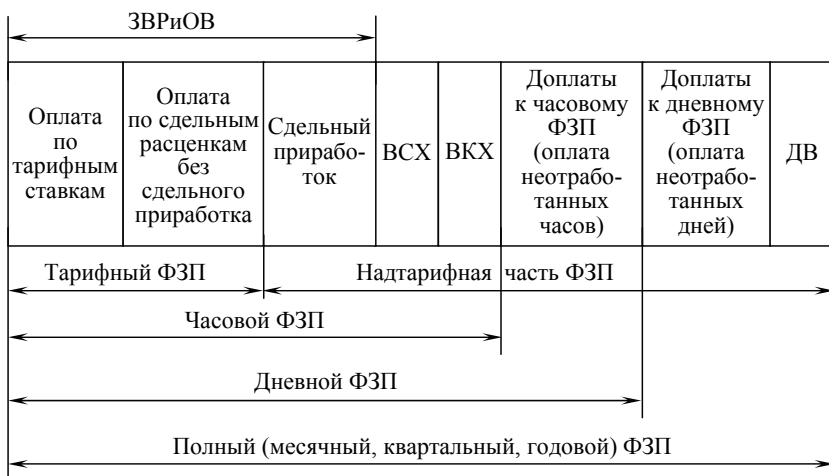 ЗВРиОВ
Оплата
по
тарифным
ставкам
Оплата
по сдельным
расценкам
без
сдельного
приработка
Сдельный
прирабо-
ток
ВСХ
ВКХ
Доплаты
к часовому
ФЗП
(оплата
неотрабо-
танных
часов)
Доплаты
к дневному
ФЗП
(оплата
неотрабо-
танных
дней)
ДВ
Тарифный ФЗП
Надтарифная часть ФЗП
Часовой ФЗП
Дневной ФЗП
Полный (месячный, квартальный, годовой) ФЗП